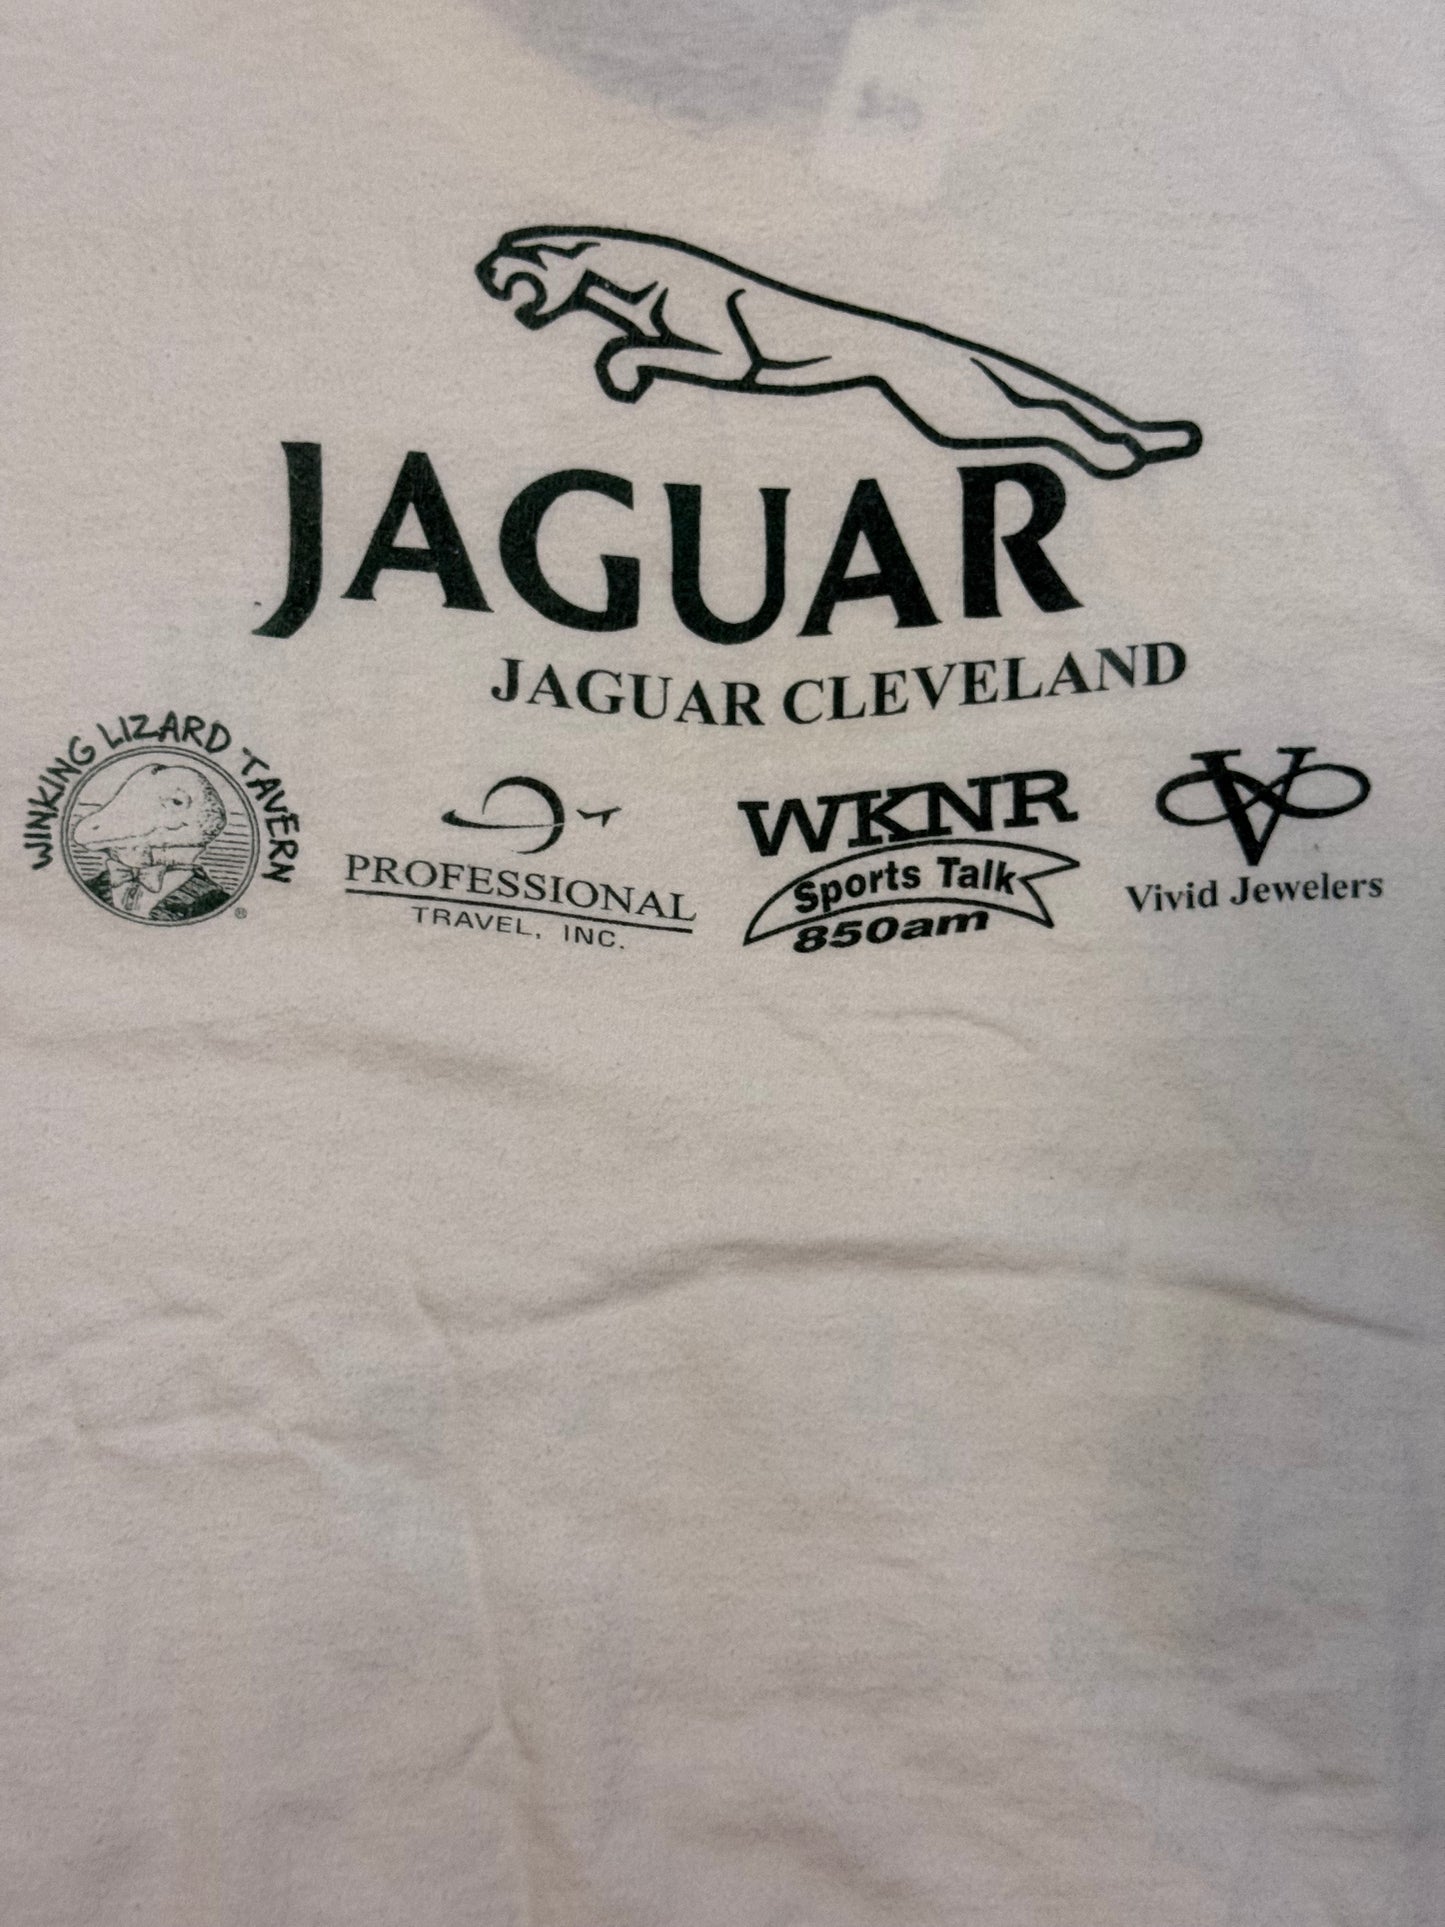 JAGUAR
JAGUAR CLEVELAND
WINKING LIZARD TAVERN
®
PROFESSIONAL
TRAVEL, INC.
WKNR
Sports Talk
850am
V
Vivid Jewelers